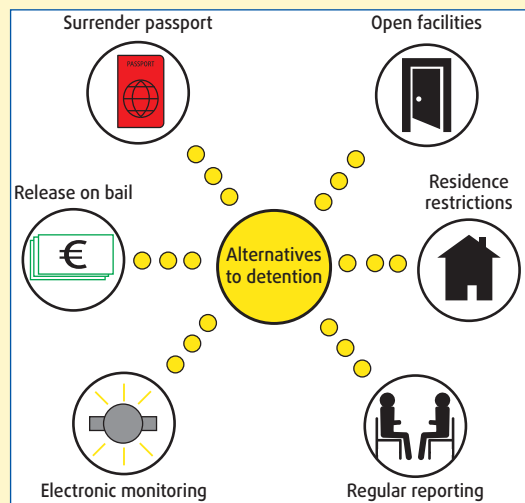 Surrender passport
Open facilities
PASSPORT
Release on bail
€
Alternatives
to detention
Residence
restrictions
Electronic monitoring
Regular reporting